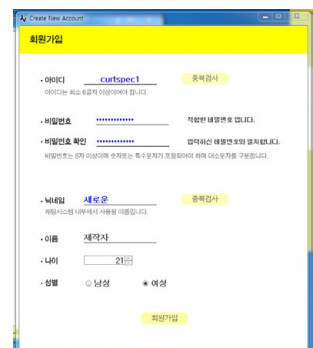 Create New Account
회원가입
• 아이디 curtspec1 중복검사
아이디는 최소 6글자 이상이어야 합니다.
• 비밀번호 ••••••••••••• 적합한 비밀번호 입니다.
• 비밀번호 확인 ••••••••••••• 입력하신 비밀번호와 일치합니다.
비밀번호는 8자 이상이며 숫자또는 특수문자가 포함되어야 하며 대소문자를 구분합니다.
• 닉네임 새로운 중복검사
채팅시스템 내부에서 사용될 이름입니다.
• 이름 제작자
• 나이 21
• 성별 남성 여성
회원가입